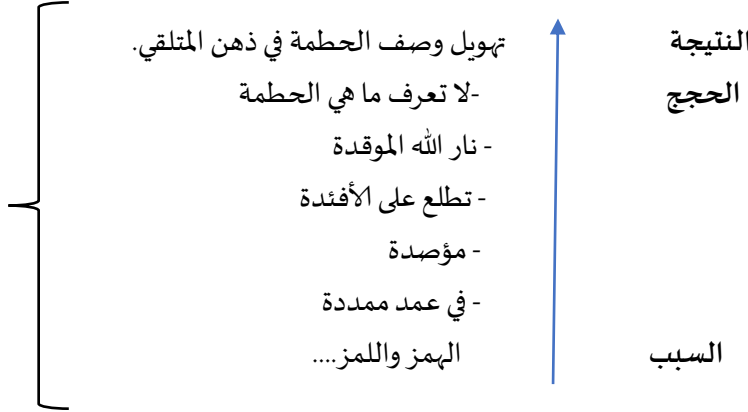 النتيجة تهويل وصف الحطمة في ذهن المتلقي.
الحجج -لا تعرف ما هي الحطمة
- نار الله الموقدة
- تطلع على الأفئدة
- مؤصدة
- في عمد ممددة
السبب الهمز واللمز....